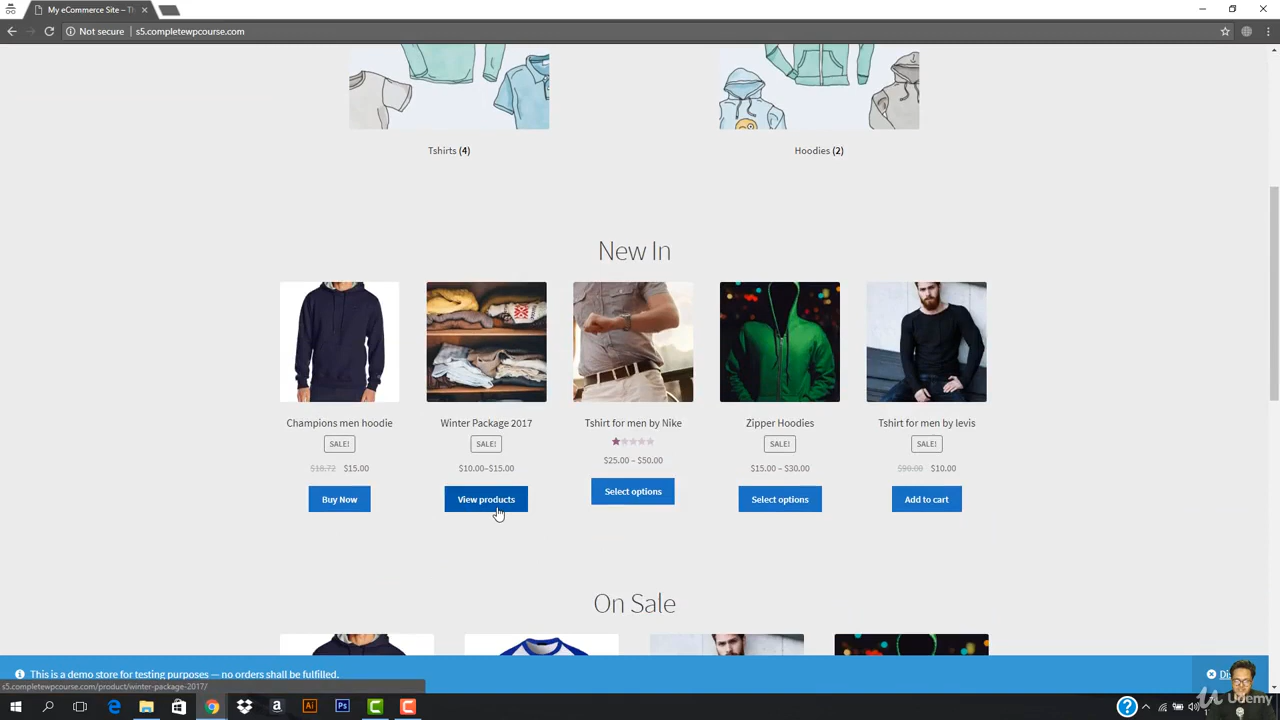 My eCommerce Site – Th
Not secure
s5.completewpcourse.com
Tshirts (4)
Hoodies (2)
New In
Champions men hoodie
SALE!
$18.72 $15.00
Buy Now
Winter Package 2017
SALE!
$10.00–$15.00
View products
Tshirt for men by Nike
$25.00 – $50.00
Select options
Zipper Hoodies
SALE!
$15.00 – $30.00
Select options
Tshirt for men by levis
SALE!
$90.00 $10.00
Add to cart
On Sale
This is a demo store for testing purposes — no orders shall be fulfilled.
s5.completewpcourse.com/product/winter-package-2017/
Udemy